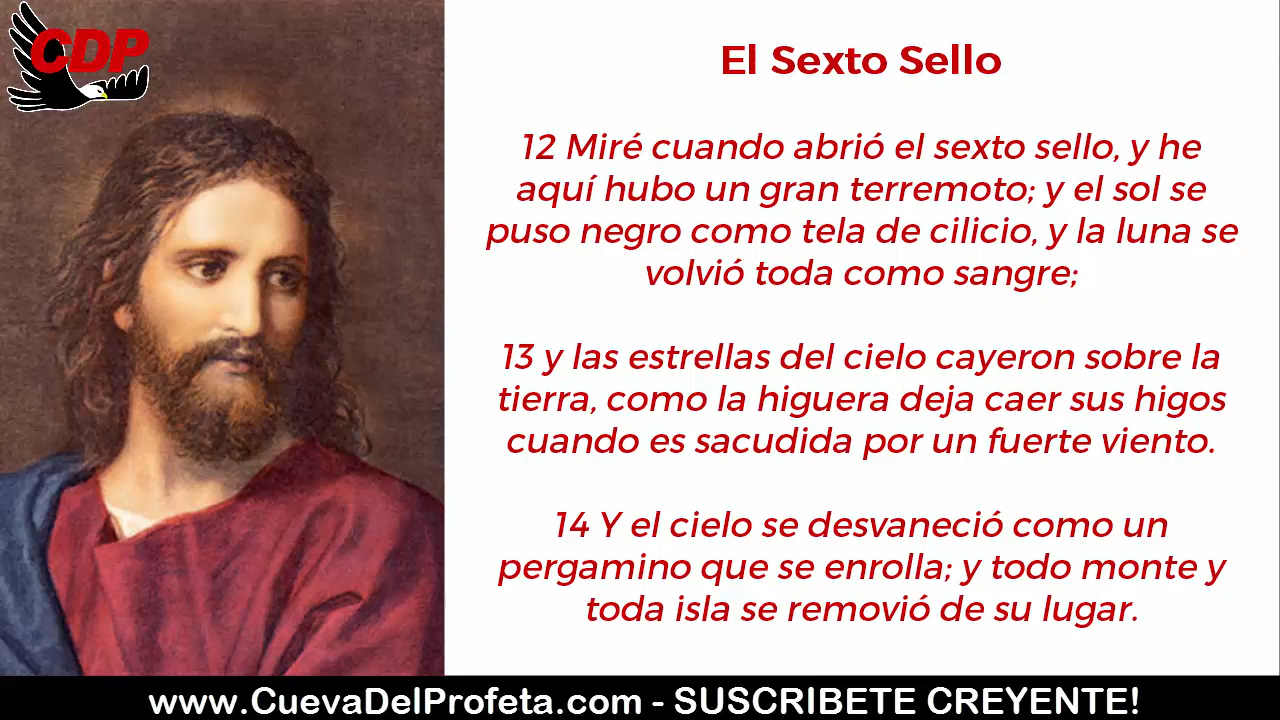 CDP
El Sexto Sello
12 Miré cuando abrió el sexto sello, y he
aquí hubo un gran terremoto; y el sol se
puso negro como tela de cilicio, y la luna se
volvió toda como sangre;
13 y las estrellas del cielo cayeron sobre la
tierra, como la higuera deja caer sus higos
cuando es sacudida por un fuerte viento.
14 Y el cielo se desvaneció como un
pergamino que se enrolla; y todo monte y
toda isla se removió de su lugar.
www.CuevaDelProfeta.com - SUSCRIBETE CREYENTE!